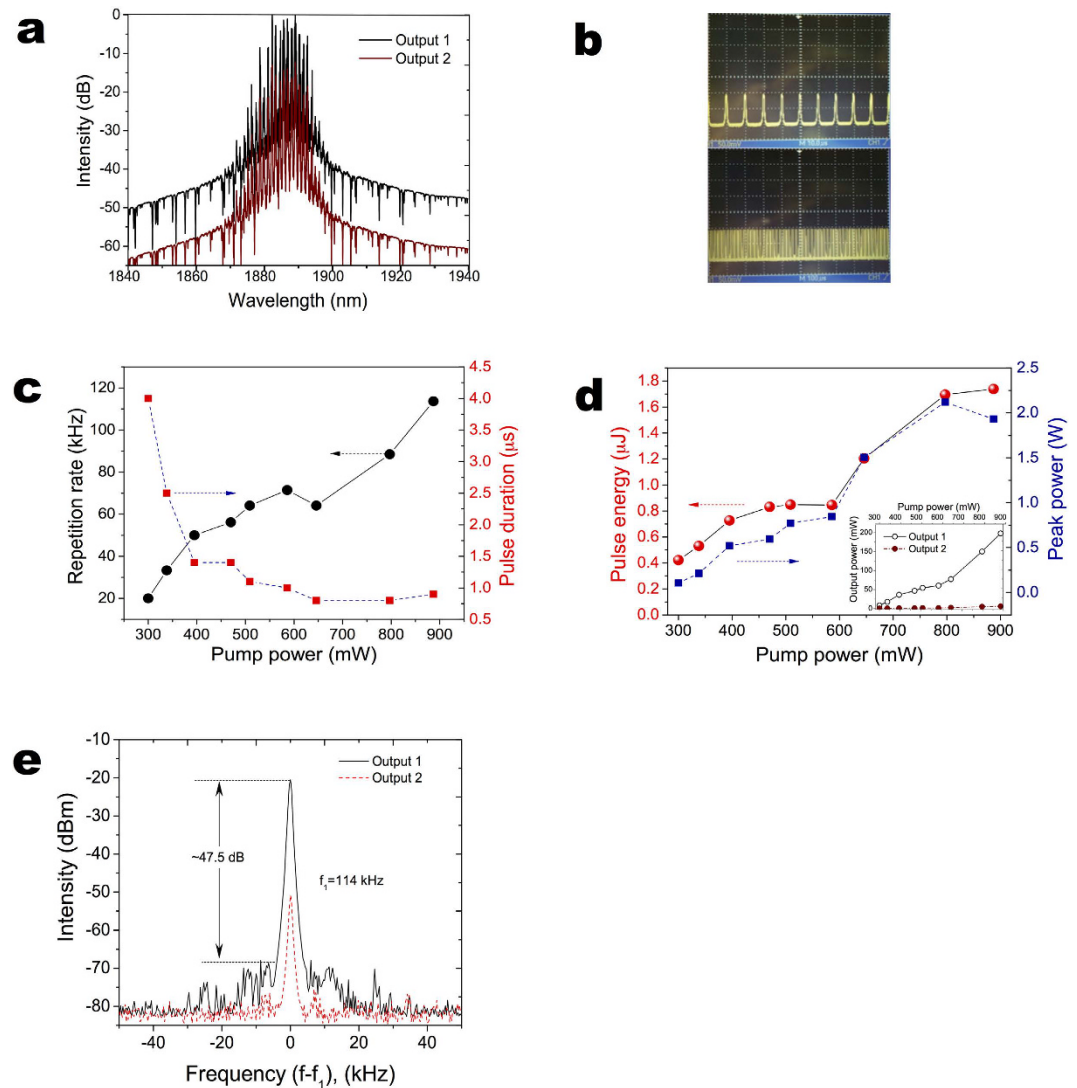 a
0
-10
-20
-30
-40
-50
-60
Intensity (dB)
Output 1
Output 2
1840 1860 1880 1900 1920 1940
Wavelength (nm)
b
CH1
CH1
c
120
100
80
60
40
20
Repetition rate (kHz)
4.5
4.0
3.5
3.0
2.5
2.0
1.5
1.0
0.5
Pulse duration (μs)
300 400 500 600 700 800 900
Pump power (mW)
d
1.8
1.6
1.4
1.2
1.0
0.8
0.6
0.4
0.2
0.0
Pulse energy (μJ)
2.5
2.0
1.5
1.0
0.5
0.0
Peak power (W)
Pump power (mW)
300 400 500 600 700 800 900
200
150
100
50
0
Output power (mW)
Output 1
Output 2
300 400 500 600 700 800 900
Pump power (mW)
e
-10
-20
-30
-40
-50
-60
-70
-80
Intensity (dBm)
Output 1
Output 2
~47.5 dB
f₁=114 kHz
-40 -20 0 20 40
Frequency (f-f₁), (kHz)